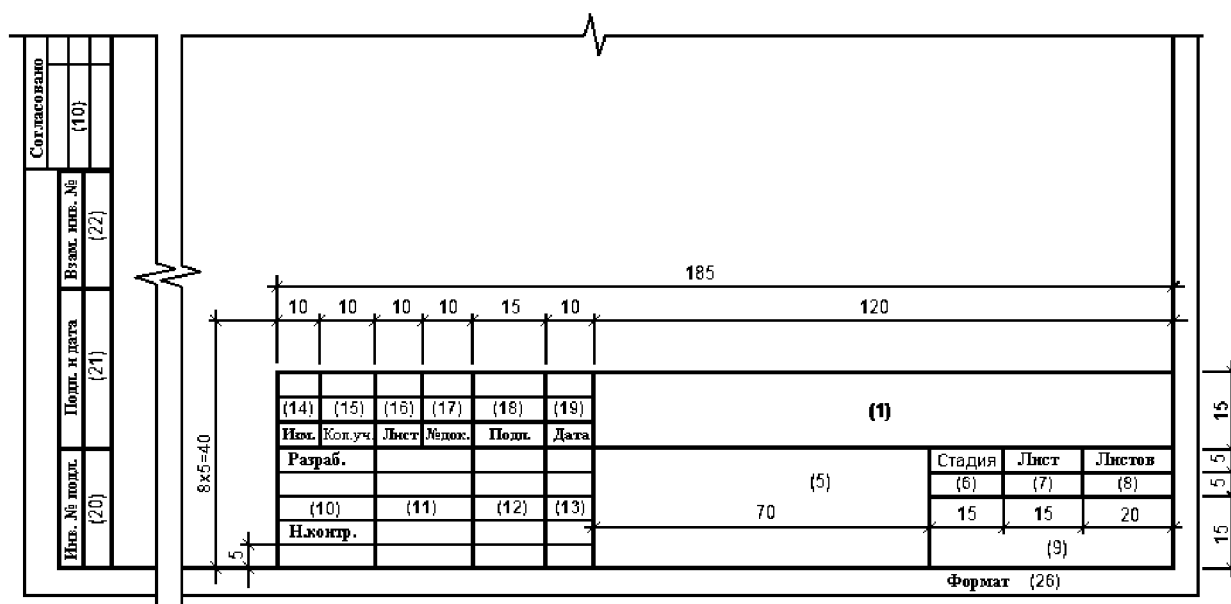 Согласовано
(10)
Взам. инв. №
(22)
Подп. и дата
(21)
Инв. № подл.
(20)
185
10 10 10 10 15 10 120
8х5=40
5
(14) (15) (16) (17) (18) (19)
Изм. Кол.уч. Лист №док. Подп. Дата
(1)
15
Разраб.
(5)
Стадия Лист Листов
5
(6) (7) (8)
5
(10) (11) (12) (13)
70
15 15 20
Н.контр.
(9)
15
Формат (26)